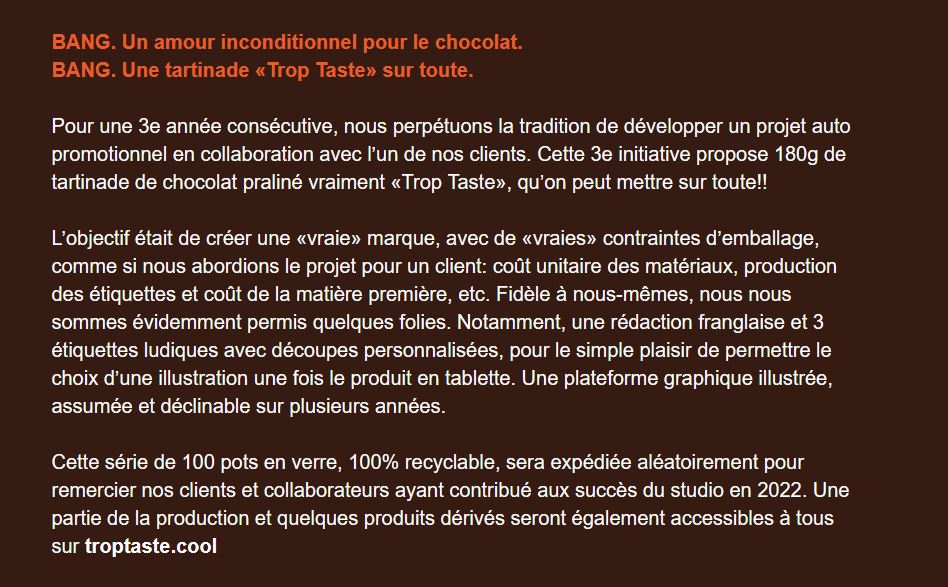 BANG. Un amour inconditionnel pour le chocolat.
BANG. Une tartinade «Trop Taste» sur toute.
Pour une 3e année consécutive, nous perpétuons la tradition de développer un projet auto
promotionnel en collaboration avec l’un de nos clients. Cette 3e initiative propose 180g de
tartinade de chocolat praliné vraiment «Trop Taste», qu’on peut mettre sur toute!!
L’objectif était de créer une «vraie» marque, avec de «vraies» contraintes d’emballage,
comme si nous abordions le projet pour un client: coût unitaire des matériaux, production
des étiquettes et coût de la matière première, etc. Fidèle à nous-mêmes, nous nous
sommes évidemment permis quelques folies. Notamment, une rédaction franglaise et 3
étiquettes ludiques avec découpes personnalisées, pour le simple plaisir de permettre le
choix d’une illustration une fois le produit en tablette. Une plateforme graphique illustrée,
assumée et déclinable sur plusieurs années.
Cette série de 100 pots en verre, 100% recyclable, sera expédiée aléatoirement pour
remercier nos clients et collaborateurs ayant contribué aux succès du studio en 2022. Une
partie de la production et quelques produits dérivés seront également accessibles à tous
sur troptaste.cool